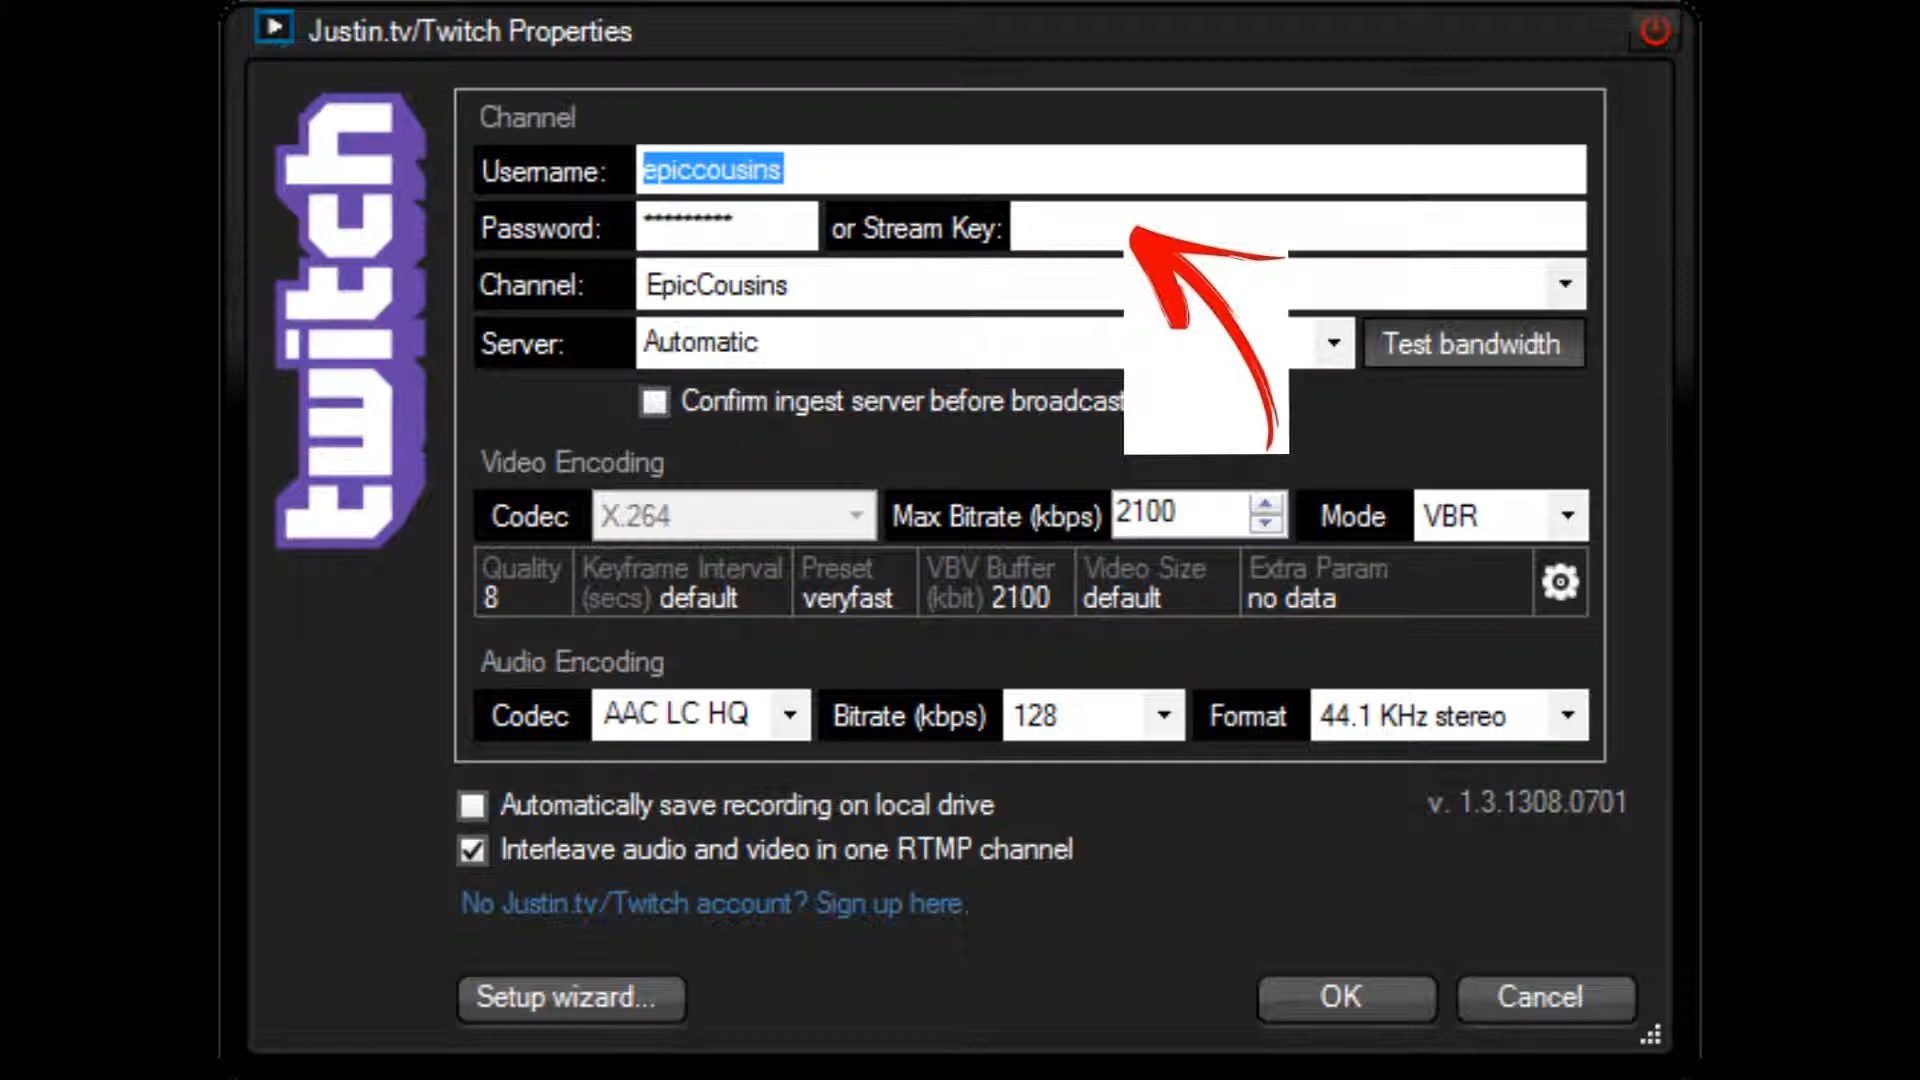 Justin.tv/Twitch Properties
twitch
Channel
Username: epiccousins
Password: ********* or Stream Key:
Channel: EpicCousins
Server: Automatic Test bandwidth
Confirm ingest server before broadcast
Video Encoding
Codec X.264 Max Bitrate (kbps) 2100 Mode VBR
Quality Keyframe Interval Preset VBV Buffer Video Size Extra Param
8 (secs) default veryfast (kbit) 2100 default no data
Audio Encoding
Codec AAC LC HQ Bitrate (kbps) 128 Format 44.1 KHz stereo
Automatically save recording on local drive v. 1.3.1308.0701
Interleave audio and video in one RTMP channel
No Justin.tv/Twitch account? Sign up here.
Setup wizard... OK Cancel